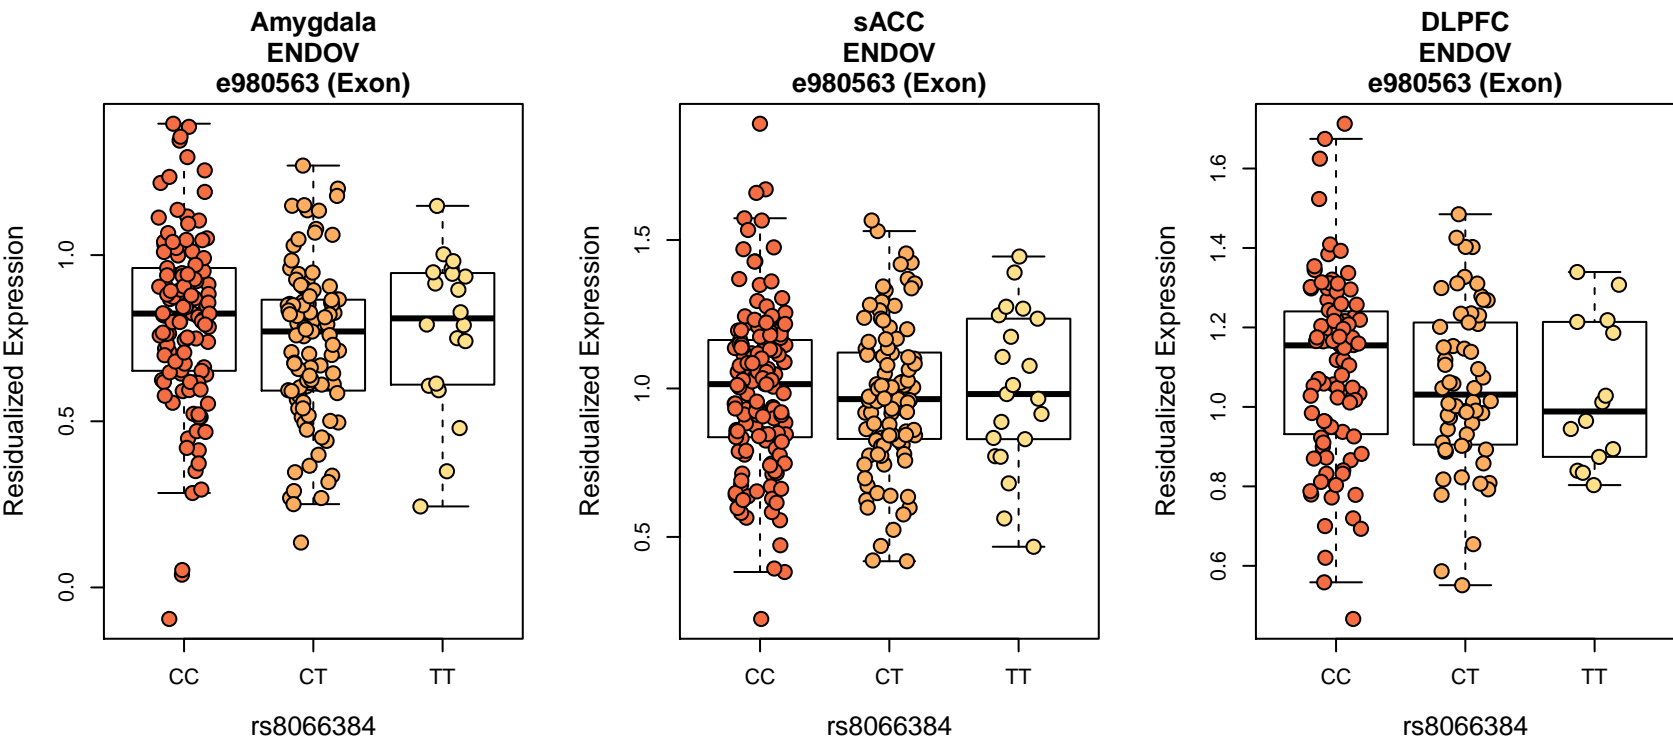 Amygdala
ENDOV
e980563 (Exon)
Residualized Expression
0.0
0.5
1.0
CC
CT
TT
rs8066384
sACC
ENDOV
e980563 (Exon)
Residualized Expression
0.5
1.0
1.5
CC
CT
TT
rs8066384
DLPFC
ENDOV
e980563 (Exon)
Residualized Expression
0.6
0.8
1.0
1.2
1.4
1.6
CC
CT
TT
rs8066384